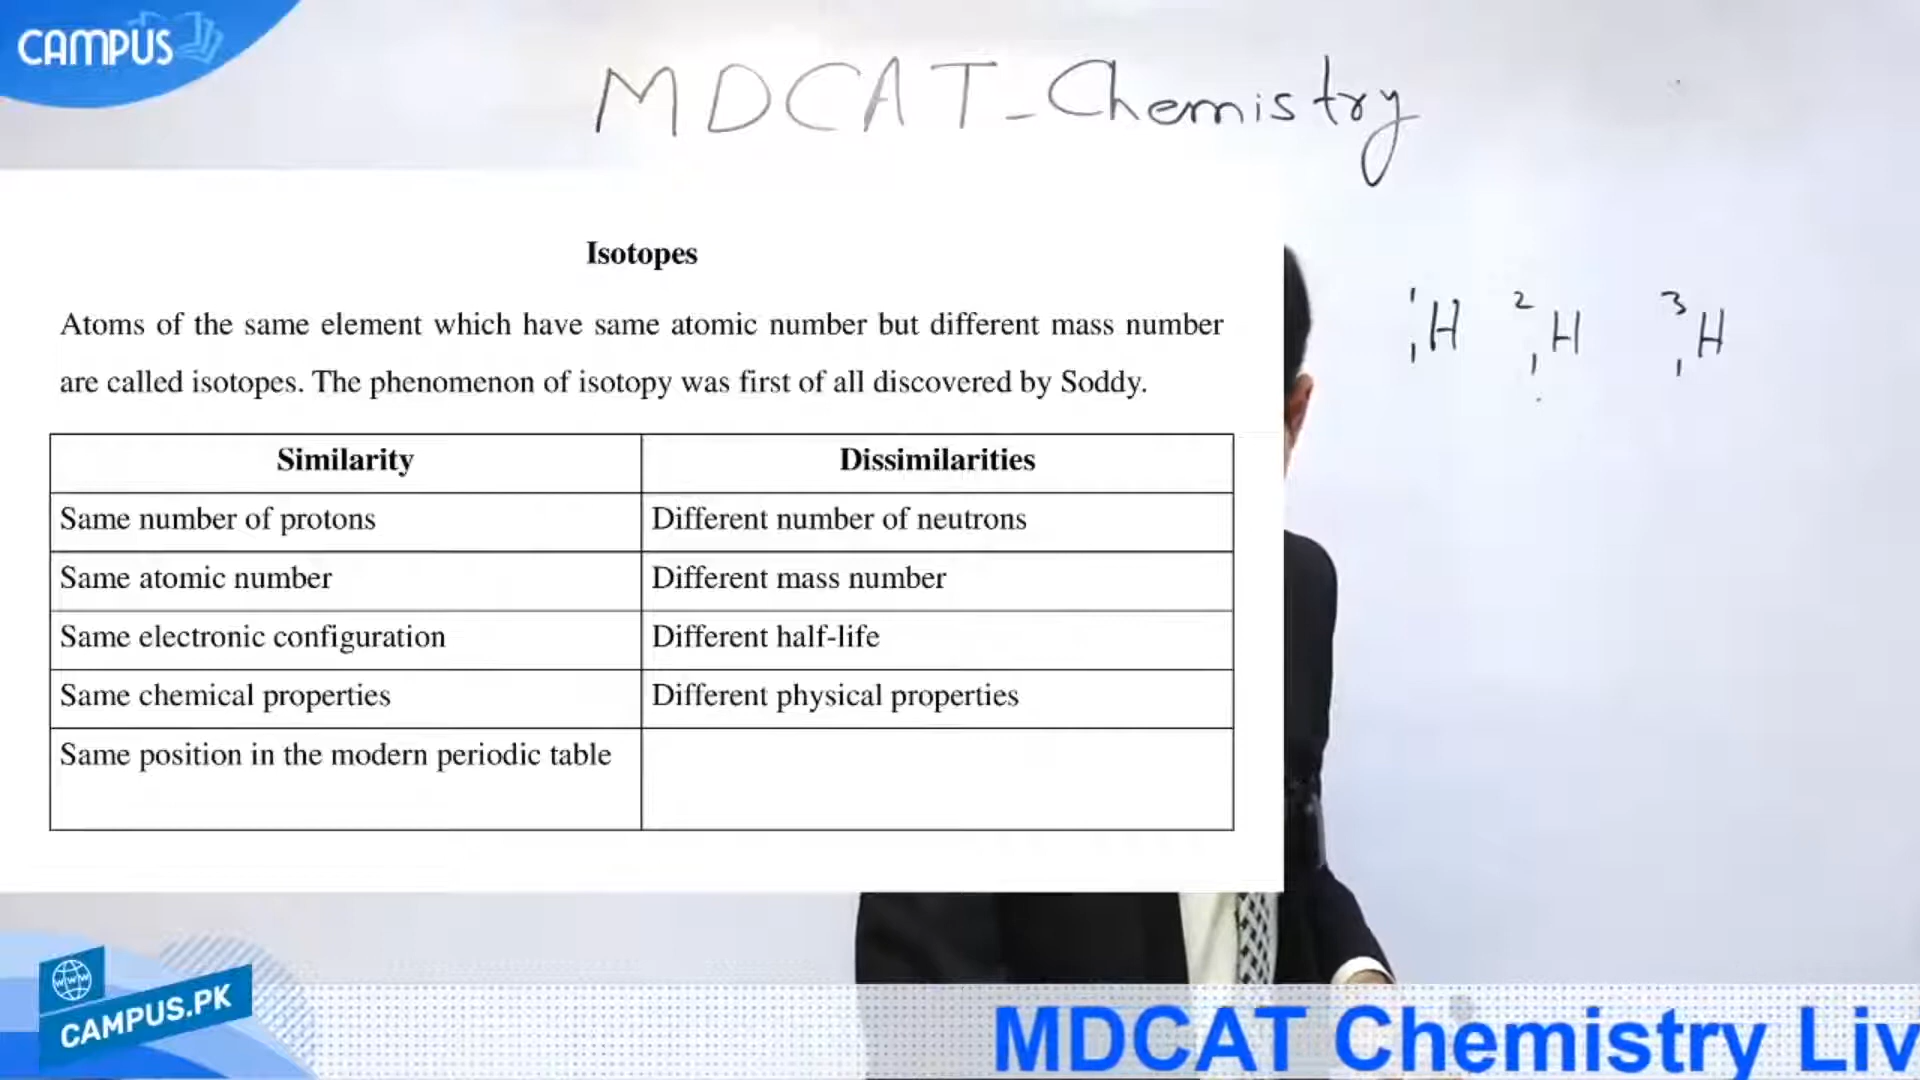 CAMPUS
MDCAT-Chemistry
Isotopes
Atoms of the same element which have same atomic number but different mass number
are called isotopes. The phenomenon of isotopy was first of all discovered by Soddy.
Similarity Dissimilarities
Same number of protons Different number of neutrons
Same atomic number Different mass number
Same electronic configuration Different half-life
Same chemical properties Different physical properties
Same position in the modern periodic table
¹₁H ²₁H ³₁H
www
CAMPUS.PK
MDCAT Chemistry Liv